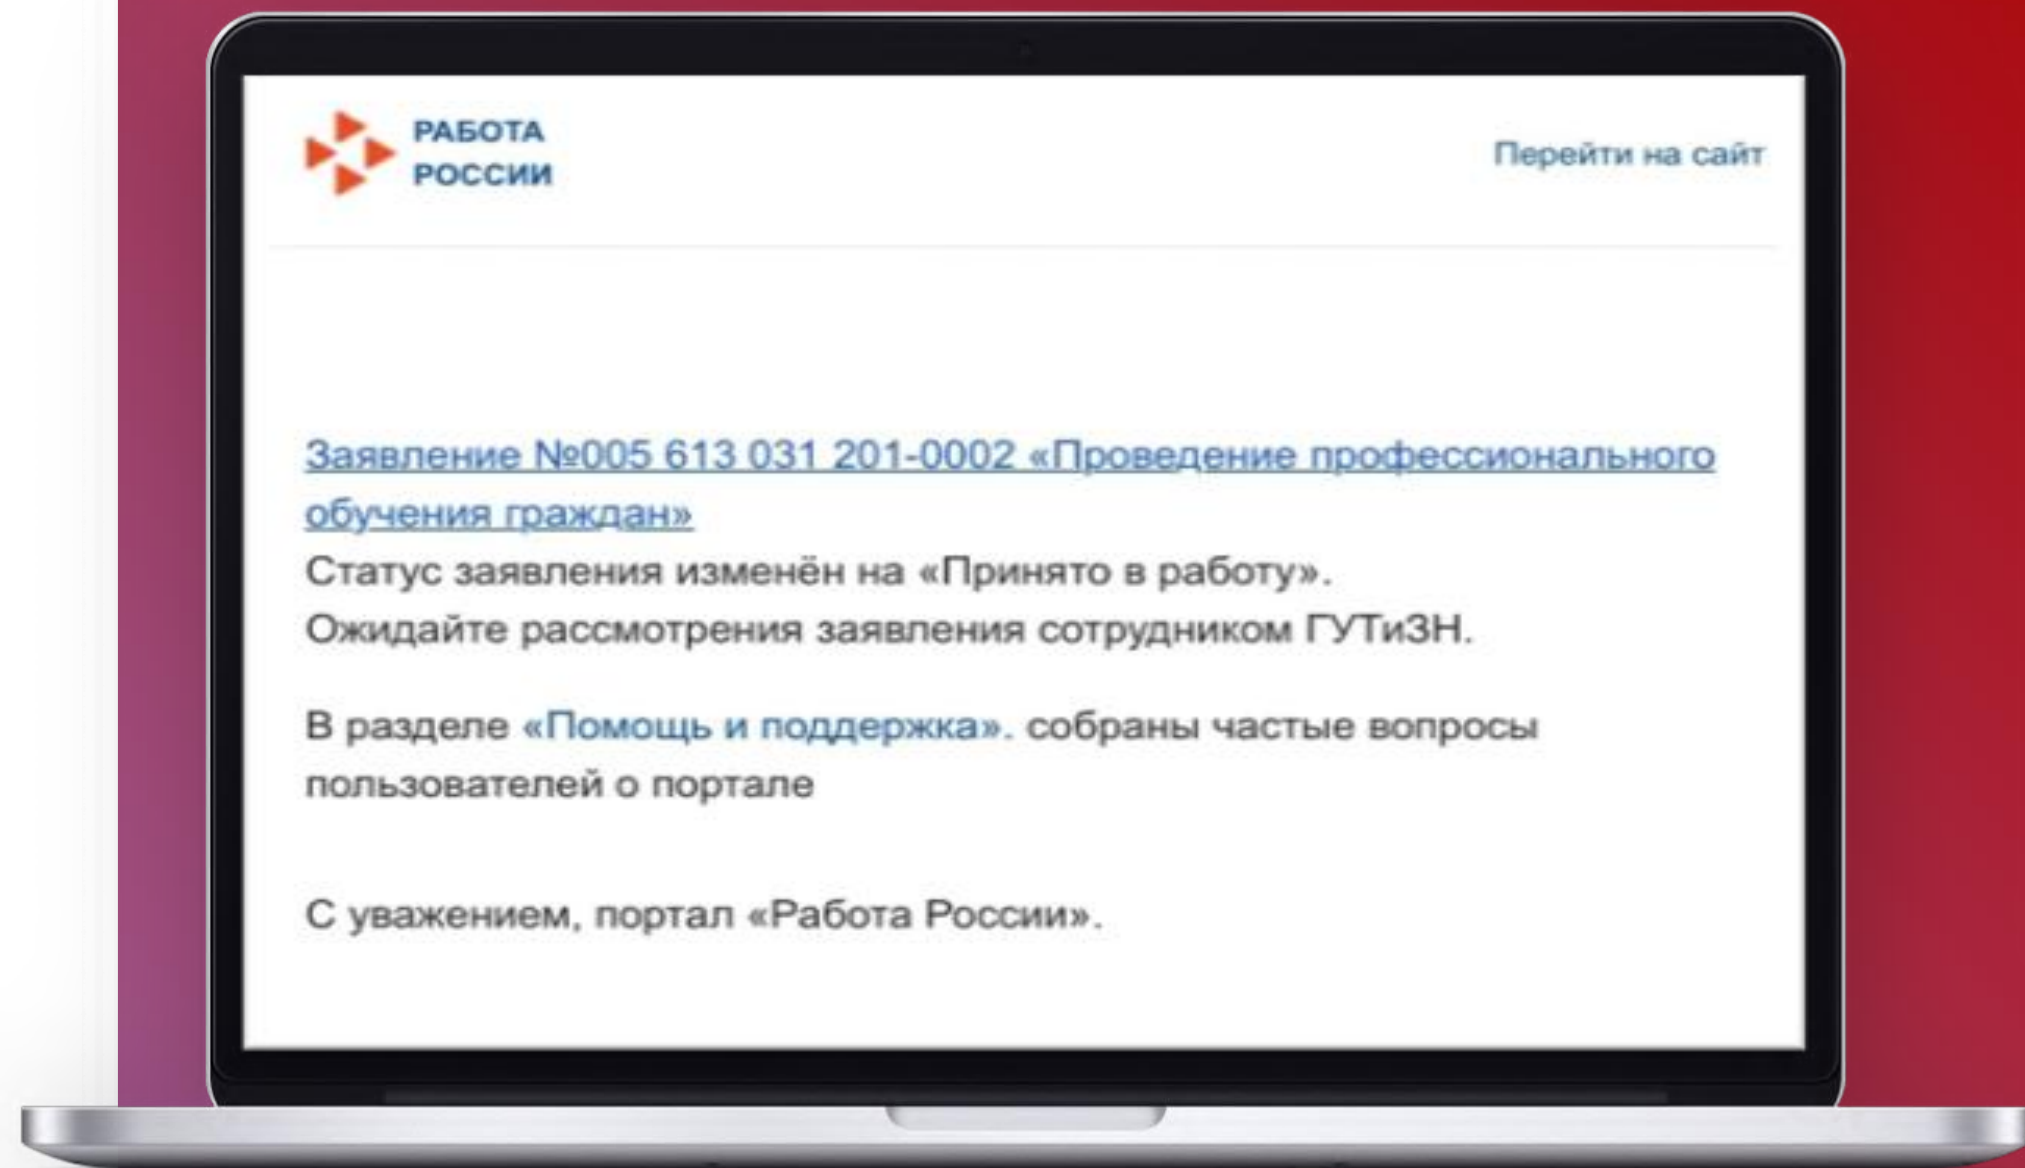 РАБОТА
РОССИИ
Перейти на сайт
Заявление №005 613 031 201-0002 «Проведение профессионального
обучения граждан»
Статус заявления изменён на «Принято в работу».
Ожидайте рассмотрения заявления сотрудником ГУТиЗН.
В разделе «Помощь и поддержка». собраны частые вопросы
пользователей о портале
С уважением, портал «Работа России».